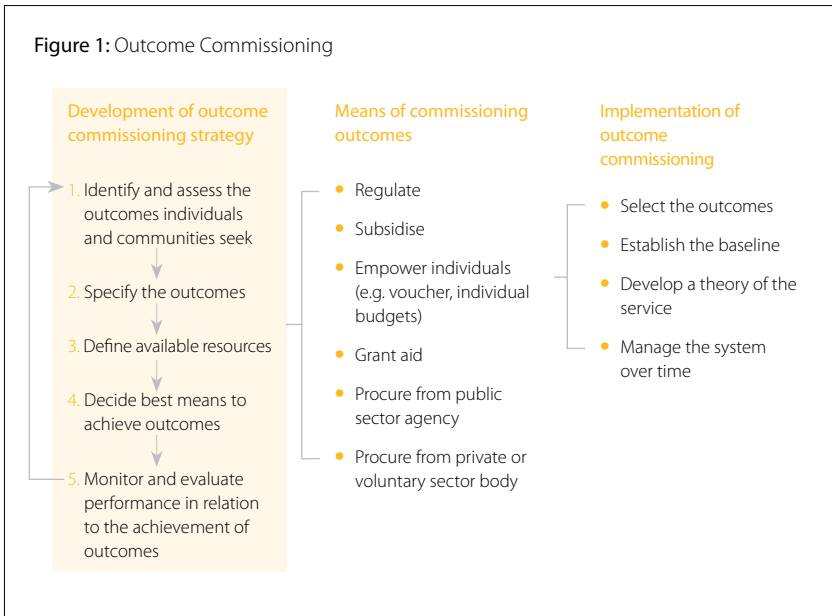 Figure 1: Outcome Commissioning
Development of outcome
commissioning strategy
1. Identify and assess the
outcomes individuals
and communities seek
2. Specify the outcomes
3. Define available resources
4. Decide best means to
achieve outcomes
5. Monitor and evaluate
performance in relation
to the achievement of
outcomes
Means of commissioning
outcomes
• Regulate
• Subsidise
• Empower individuals
(e.g. voucher, individual
budgets)
• Grant aid
• Procure from public
sector agency
• Procure from private or
voluntary sector body
Implementation of
outcome
commissioning
• Select the outcomes
• Establish the baseline
• Develop a theory of the
service
• Manage the system
over time